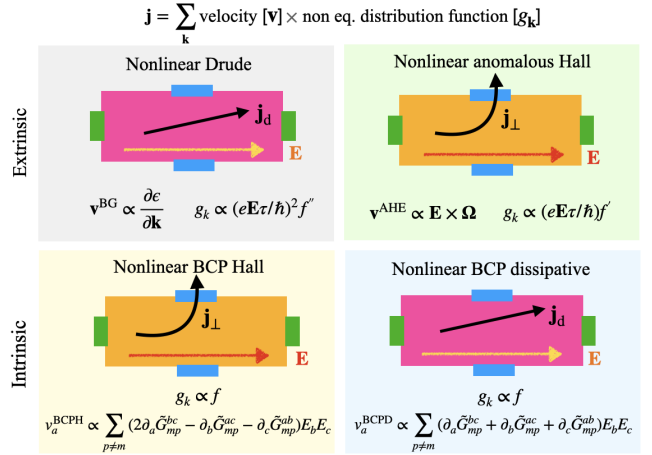 j = ∑_k velocity [v] × non eq. distribution function [g_k]
Nonlinear Drude
j_d
E
v^BG ∝ ∂ϵ/∂k g_k ∝ (eEτ/ℏ)² f''
Nonlinear anomalous Hall
j_⊥
E
v^AHE ∝ E × Ω g_k ∝ (eEτ/ℏ)f'
Extrinsic
Nonlinear BCP Hall
j_⊥
E
g_k ∝ f
v_a^BCPH ∝ ∑_{p≠m} (2∂_a G̃_mp^bc − ∂_b G̃_mp^ac − ∂_c G̃_mp^ab)E_b E_c
Nonlinear BCP dissipative
j_d
E
g_k ∝ f
v_a^BCPD ∝ ∑_{p≠m} (∂_a G̃_mp^bc + ∂_b G̃_mp^ac + ∂_c G̃_mp^ab)E_b E_c
Intrinsic